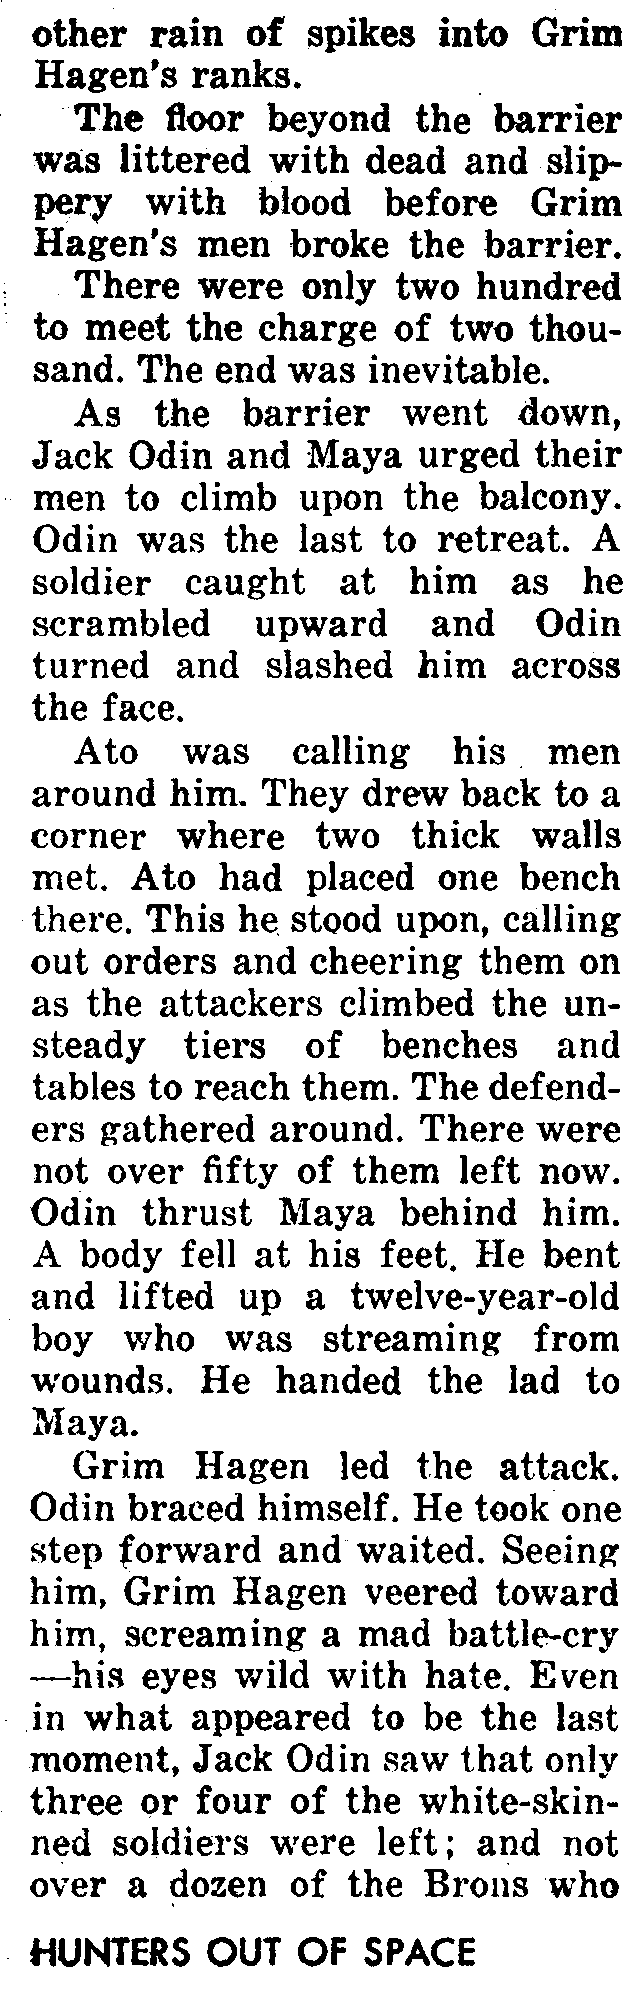 other rain of spikes into Grim
Hagen's ranks.
The floor beyond the barrier
was littered with dead and slip-
pery with blood before Grim
Hagen's men broke the barrier.
There were only two hundred
to meet the charge of two thou-
sand. The end was inevitable.
As the barrier went down,
Jack Odin and Maya urged their
men to climb upon the balcony.
Odin was the last to retreat. A
soldier caught at him as he
scrambled upward and Odin
turned and slashed him across
the face.
Ato was calling his men
around him. They drew back to a
corner where two thick walls
met. Ato had placed one bench
there. This he stood upon, calling
out orders and cheering them on
as the attackers climbed the un-
steady tiers of benches and
tables to reach them. The defend-
ers gathered around. There were
not over fifty of them left now.
Odin thrust Maya behind him.
A body fell at his feet. He bent
and lifted up a twelve-year-old
boy who was streaming from
wounds. He handed the lad to
Maya.
Grim Hagen led the attack.
Odin braced himself. He took one
step forward and waited. Seeing
him, Grim Hagen veered toward
him, screaming a mad battle-cry
—his eyes wild with hate. Even
in what appeared to be the last
moment, Jack Odin saw that only
three or four of the white-skin-
ned soldiers were left; and not
over a dozen of the Brons who
HUNTERS OUT OF SPACE